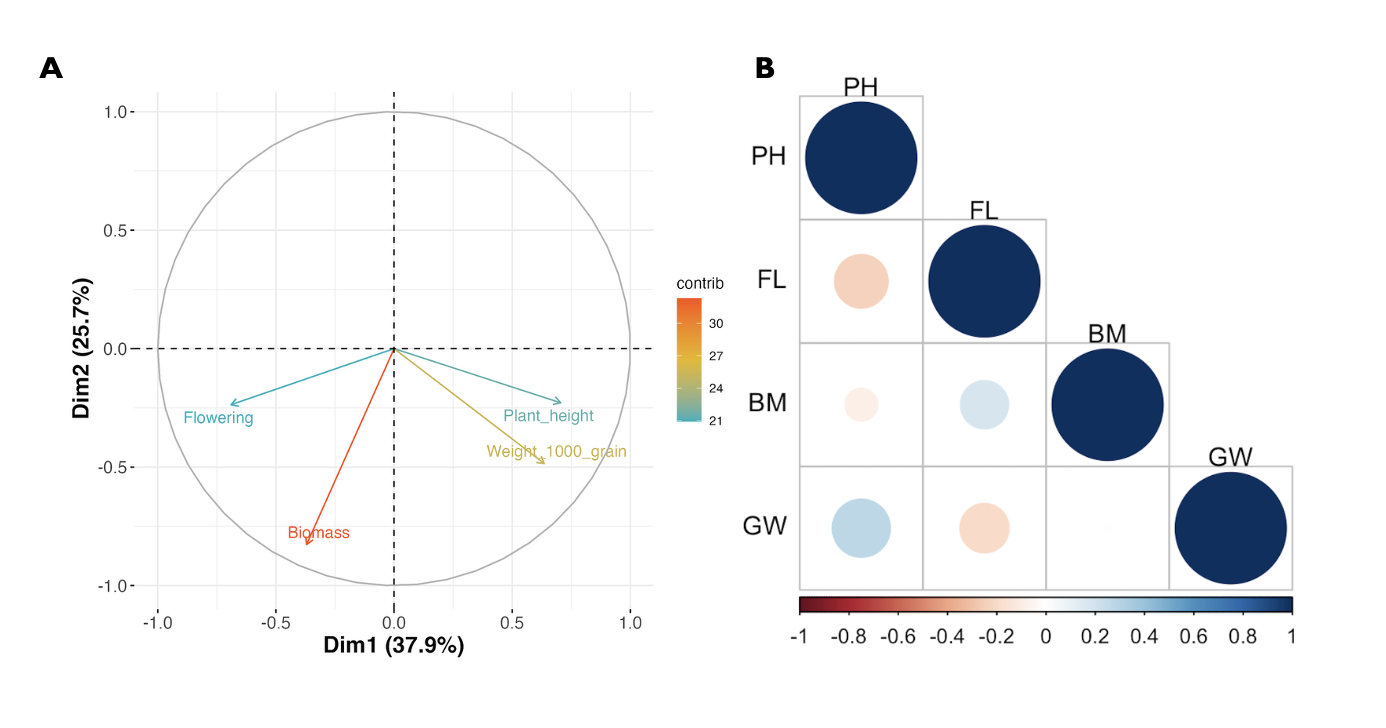 A
1.0
0.5
0.0
-0.5
-1.0
Dim2 (25.7%)
Flowering
Plant_height
Weight_1000_grain
Biomass
-1.0 -0.5 0.0 0.5 1.0
Dim1 (37.9%)
contrib
30
27
24
21
B
PH
PH
FL
FL
BM
BM
GW
GW
-1 -0.8 -0.6 -0.4 -0.2 0 0.2 0.4 0.6 0.8 1